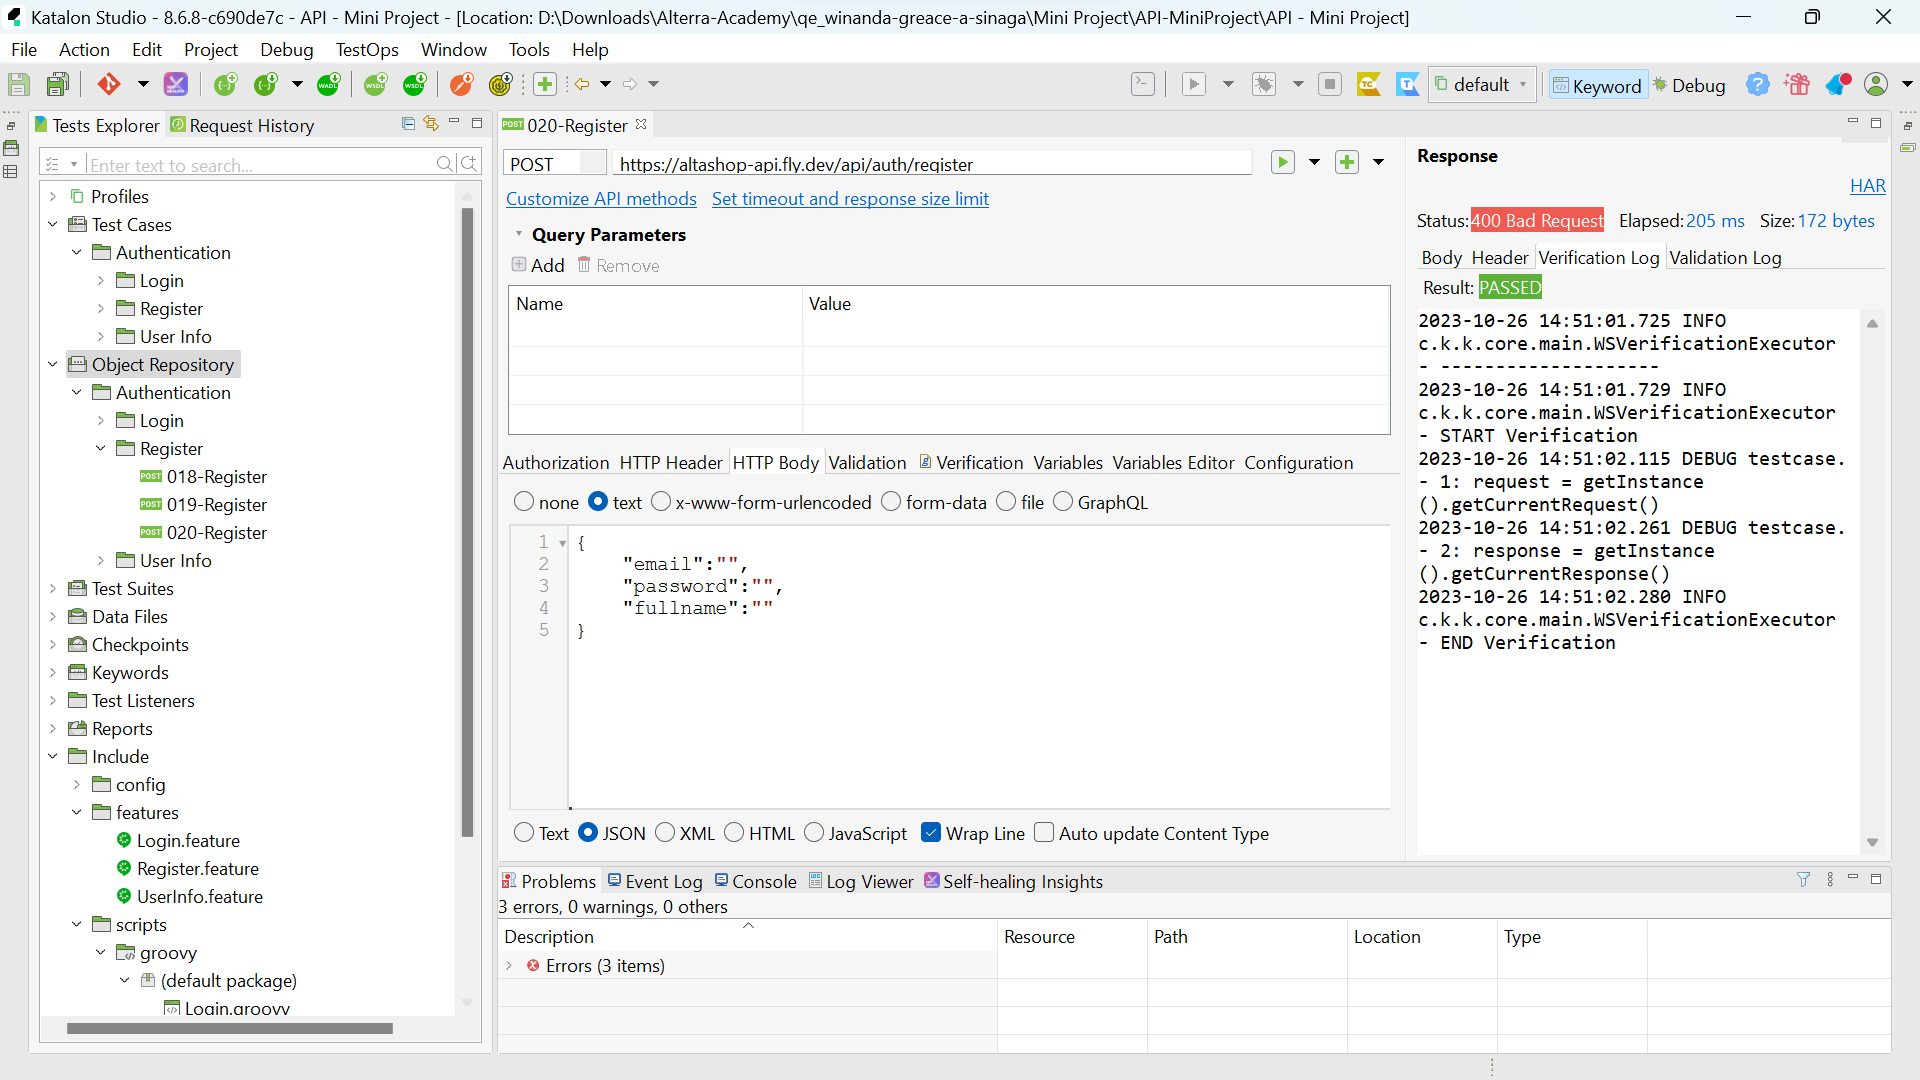 Katalon Studio - 8.6.8-c690de7c - API - Mini Project - [Location: D:\Downloads\Alterra-Academy\qe_winanda-greace-a-sinaga\Mini Project\API-MiniProject\API - Mini Project]
File Action Edit Project Debug TestOps Window Tools Help
default Keyword Debug
Tests Explorer Request History
Enter text to search...
Profiles
Test Cases
Authentication
Login
Register
User Info
Object Repository
Authentication
Login
Register
POST 018-Register
POST 019-Register
POST 020-Register
User Info
Test Suites
Data Files
Checkpoints
Keywords
Test Listeners
Reports
Include
config
features
Login.feature
Register.feature
UserInfo.feature
scripts
groovy
(default package)
Login.groovy
POST 020-Register
POST https://altashop-api.fly.dev/api/auth/register
Customize API methods Set timeout and response size limit
Query Parameters
Add Remove
Name Value
Authorization HTTP Header HTTP Body Validation Verification Variables Variables Editor Configuration
none text x-www-form-urlencoded form-data file GraphQL
1 {
2 "email":"",
3 "password":"",
4 "fullname":""
5 }
Text JSON XML HTML JavaScript Wrap Line Auto update Content Type
Response
HAR
Status: 400 Bad Request Elapsed: 205 ms Size: 172 bytes
Body Header Verification Log Validation Log
Result: PASSED
2023-10-26 14:51:01.725 INFO
c.k.k.core.main.WSVerificationExecutor
- --------------------
2023-10-26 14:51:01.729 INFO
c.k.k.core.main.WSVerificationExecutor
- START Verification
2023-10-26 14:51:02.115 DEBUG testcase.
- 1: request = getInstance
().getCurrentRequest()
2023-10-26 14:51:02.261 DEBUG testcase.
- 2: response = getInstance
().getCurrentResponse()
2023-10-26 14:51:02.280 INFO
c.k.k.core.main.WSVerificationExecutor
- END Verification
Problems Event Log Console Log Viewer Self-healing Insights
3 errors, 0 warnings, 0 others
Description Resource Path Location Type
Errors (3 items)